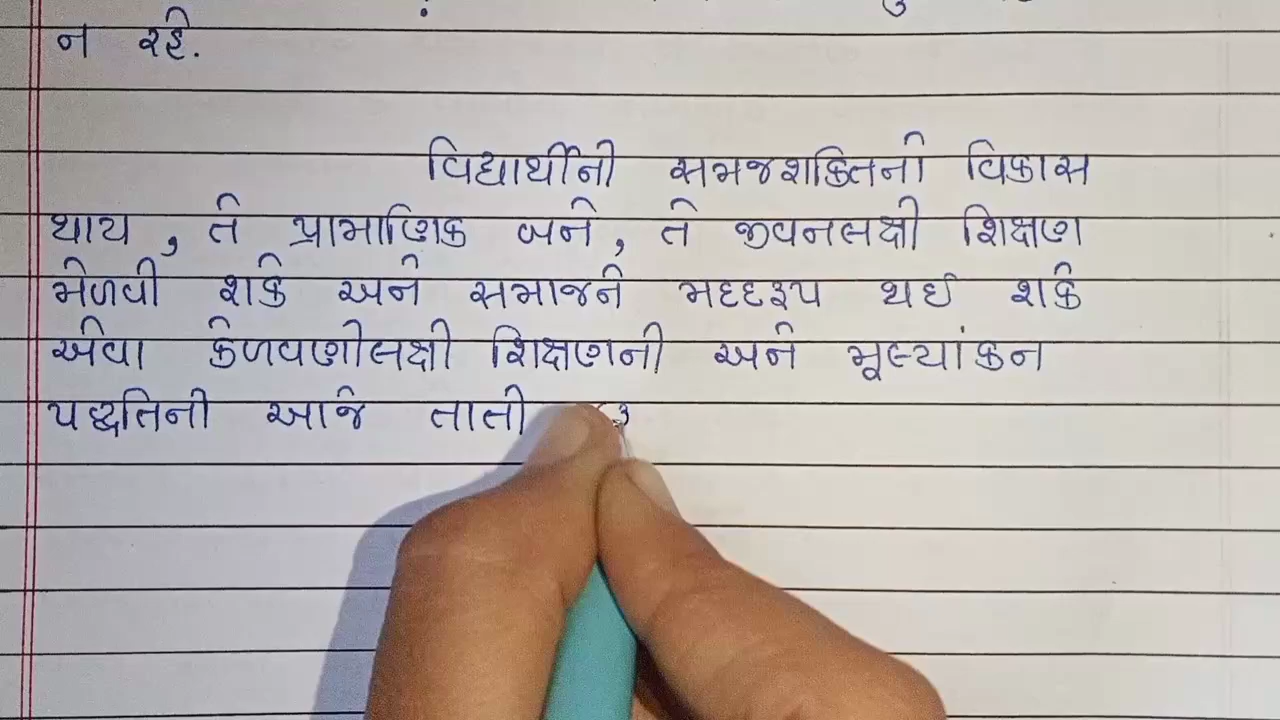 ન રહે.
વિદ્યાર્થીની સમજશક્તિનો વિકાસ
થાય, તે પ્રામાણિક બને, તે જીવનલક્ષી શિક્ષણ
મેળવી શકે અને સમાજને મદદરૂપ થઈ શકે
એવા કેળવણીલક્ષી શિક્ષણની અને મૂલ્યાંકન
પદ્ધતિની આજે તાતી